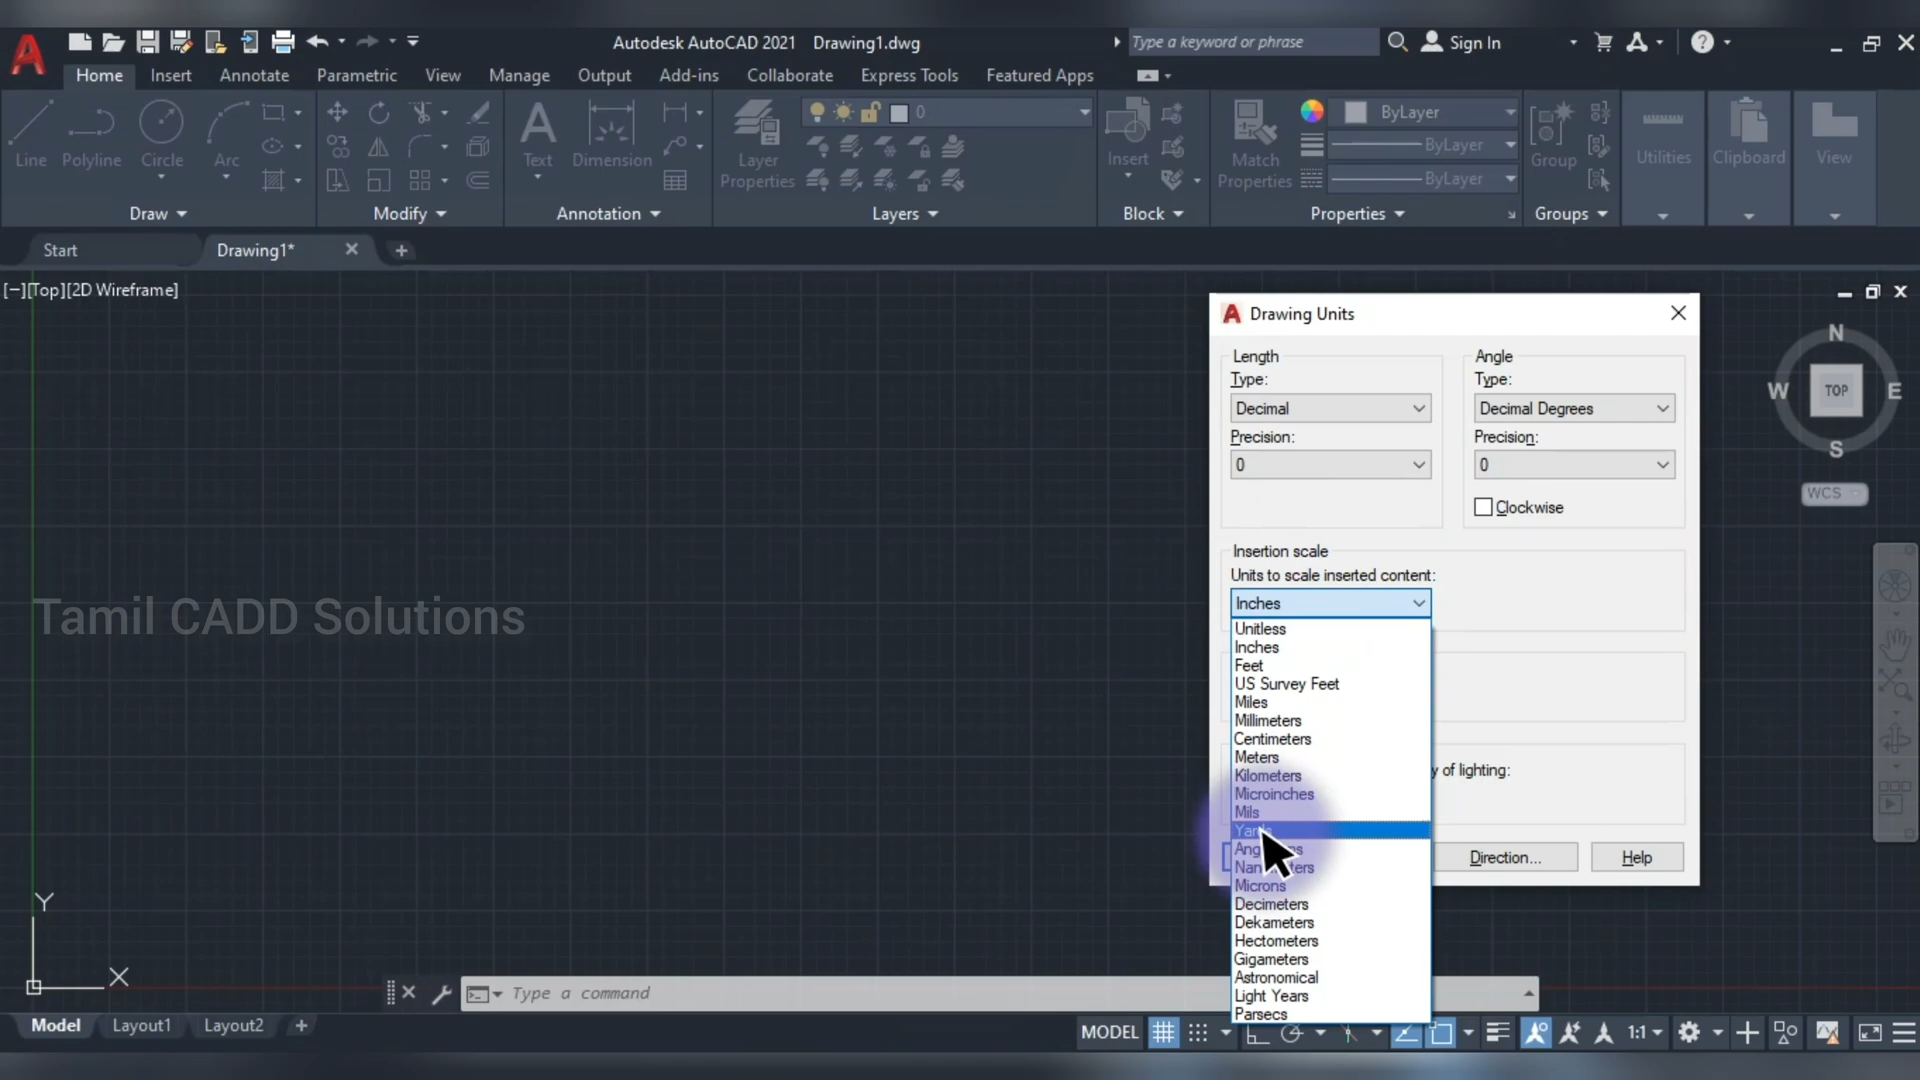 Autodesk AutoCAD 2021 Drawing1.dwg
Type a keyword or phrase
Sign In
Home Insert Annotate Parametric View Manage Output Add-ins Collaborate Express Tools Featured Apps
Line Polyline Circle Arc
Draw
Modify
Text Dimension
Annotation
Layer Properties
0
Layers
Insert
Block
Match Properties
ByLayer
ByLayer
ByLayer
Properties
Group
Groups
Utilities
Clipboard
View
Start
Drawing1*
[−][Top][2D Wireframe]
Drawing Units
Length
Type:
Decimal
Precision:
0
Angle
Type:
Decimal Degrees
Precision:
0
Clockwise
Insertion scale
Units to scale inserted content:
Inches
Unitless
Inches
Feet
US Survey Feet
Miles
Millimeters
Centimeters
Meters
Kilometers
Microinches
Mils
Microns
Decimeters
Dekameters
Hectometers
Gigameters
Astronomical
Light Years
Parsecs
y of lighting:
Direction...
Help
N
W TOP E
S
WCS
Tamil CADD Solutions
Y
X
Type a command
Model Layout1 Layout2
MODEL
1:1